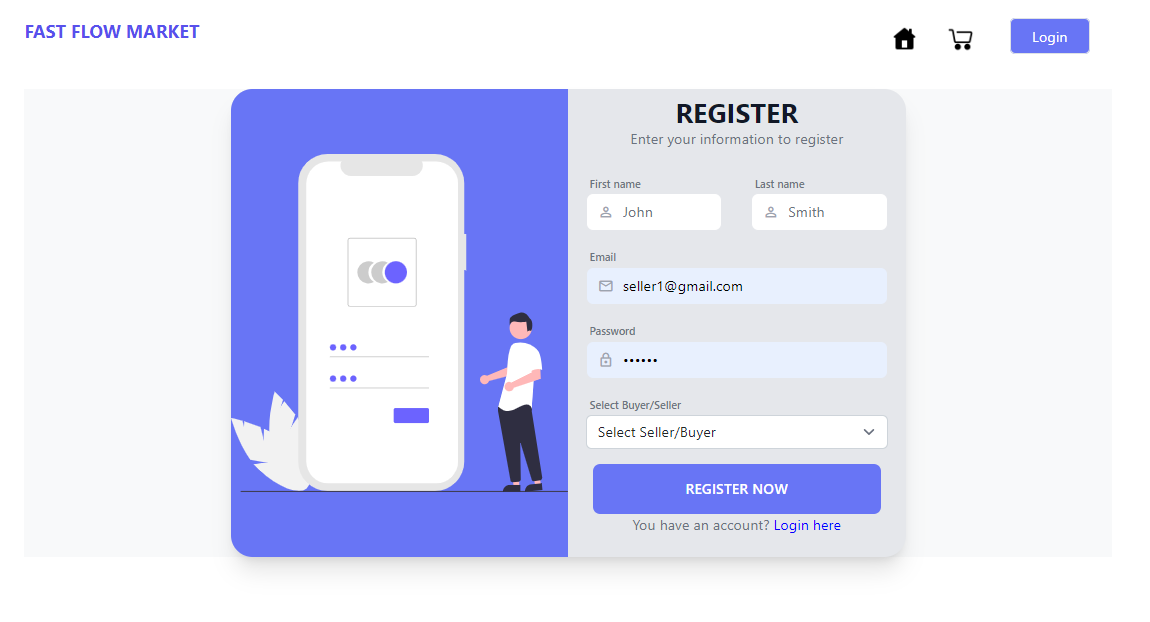 FAST FLOW MARKET
Login
REGISTER
Enter your information to register
First name
Last name
John
Smith
Email
seller1@gmail.com
Password
••••••
Select Buyer/Seller
Select Seller/Buyer
REGISTER NOW
You have an account? Login here